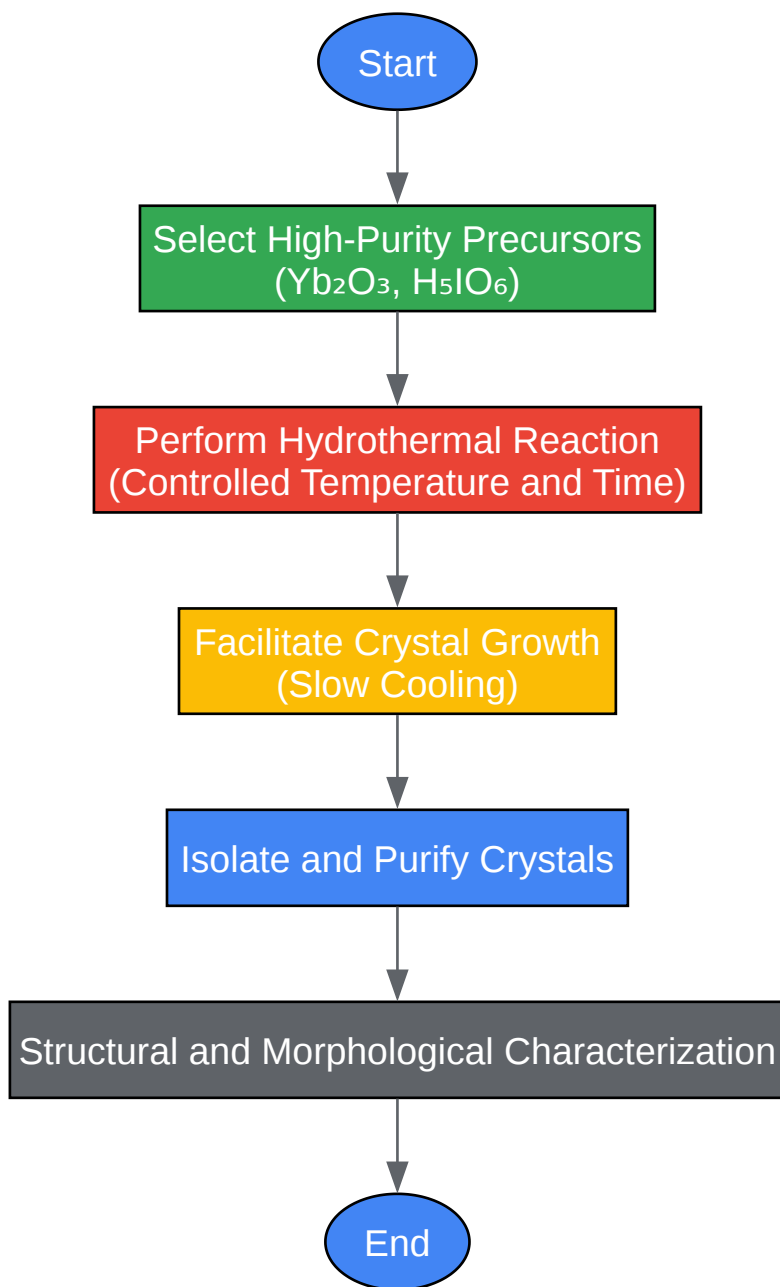 Start
Select High-Purity Precursors
(Yb₂O₃, H₅IO₆)
Perform Hydrothermal Reaction
(Controlled Temperature and Time)
Facilitate Crystal Growth
(Slow Cooling)
Isolate and Purify Crystals
Structural and Morphological Characterization
End